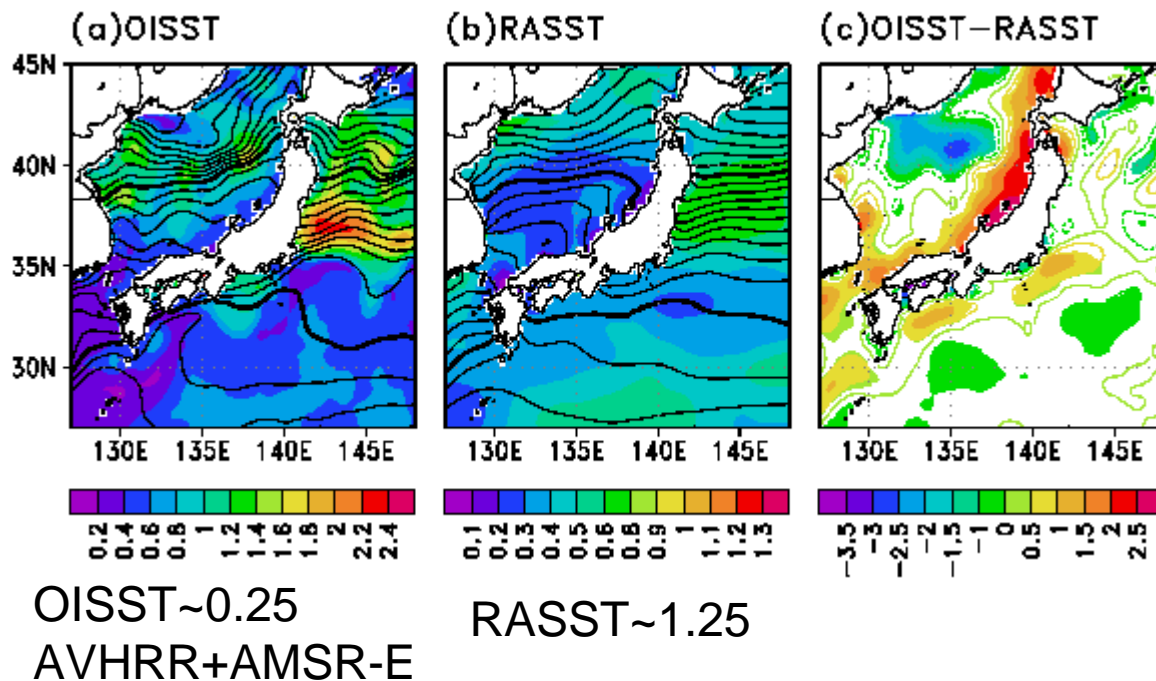 (a)OISST (b)RASST (c)OISST−RASST
45N
40N
35N
30N
130E 135E 140E 145E 130E 135E 140E 145E 130E 135E 140E 145E
0.2 0.4 0.6 0.8 1 1.2 1.4 1.6 1.8 2 2.2 2.4 0.1 0.2 0.3 0.4 0.5 0.6 0.8 0.9 1 1.1 1.2 1.3 −3.5 −3 −2.5 −2 −1.5 −1 0 0.5 1 1.5 2 2.5
OISST~0.25 RASST~1.25
AVHRR+AMSR-E